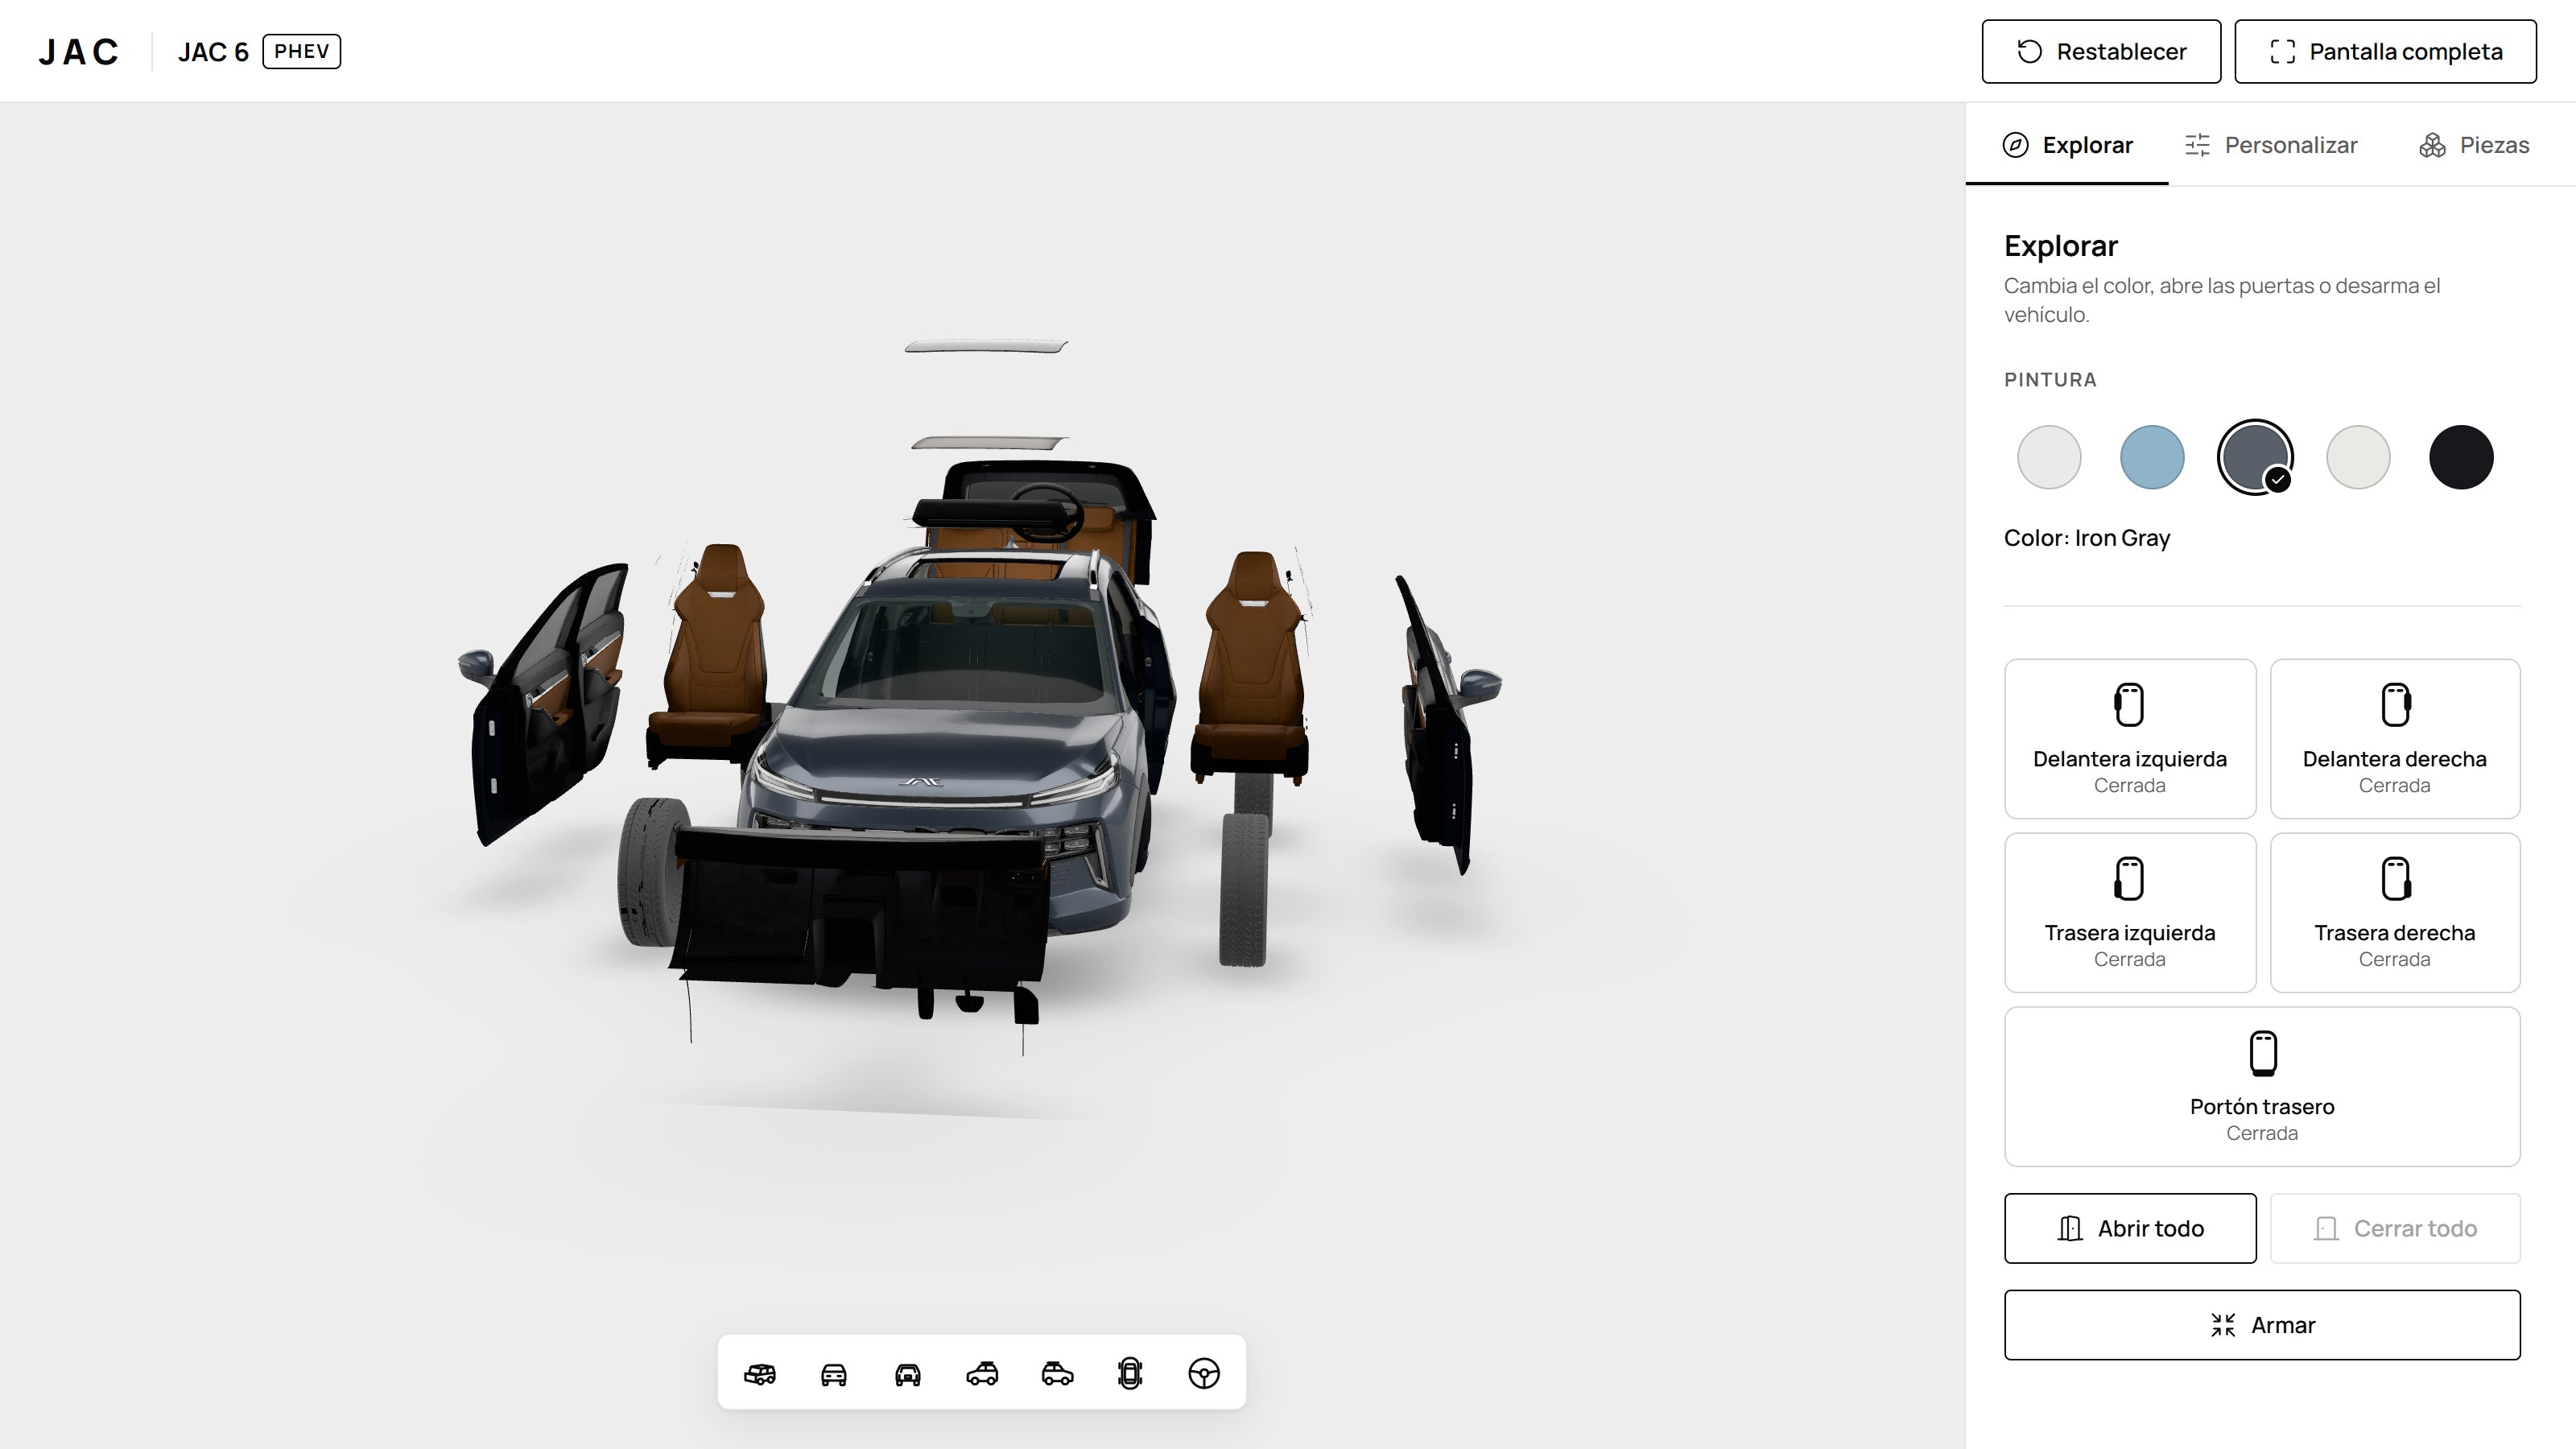 JAC
JAC 6
PHEV
Restablecer
Pantalla completa
Explorar
Personalizar
Piezas
Explorar
Cambia el color, abre las puertas o desarma el
vehículo.
PINTURA
Color: Iron Gray
Delantera izquierda
Cerrada
Delantera derecha
Cerrada
Trasera izquierda
Cerrada
Trasera derecha
Cerrada
Portón trasero
Cerrada
Abrir todo
Cerrar todo
Armar
JAC